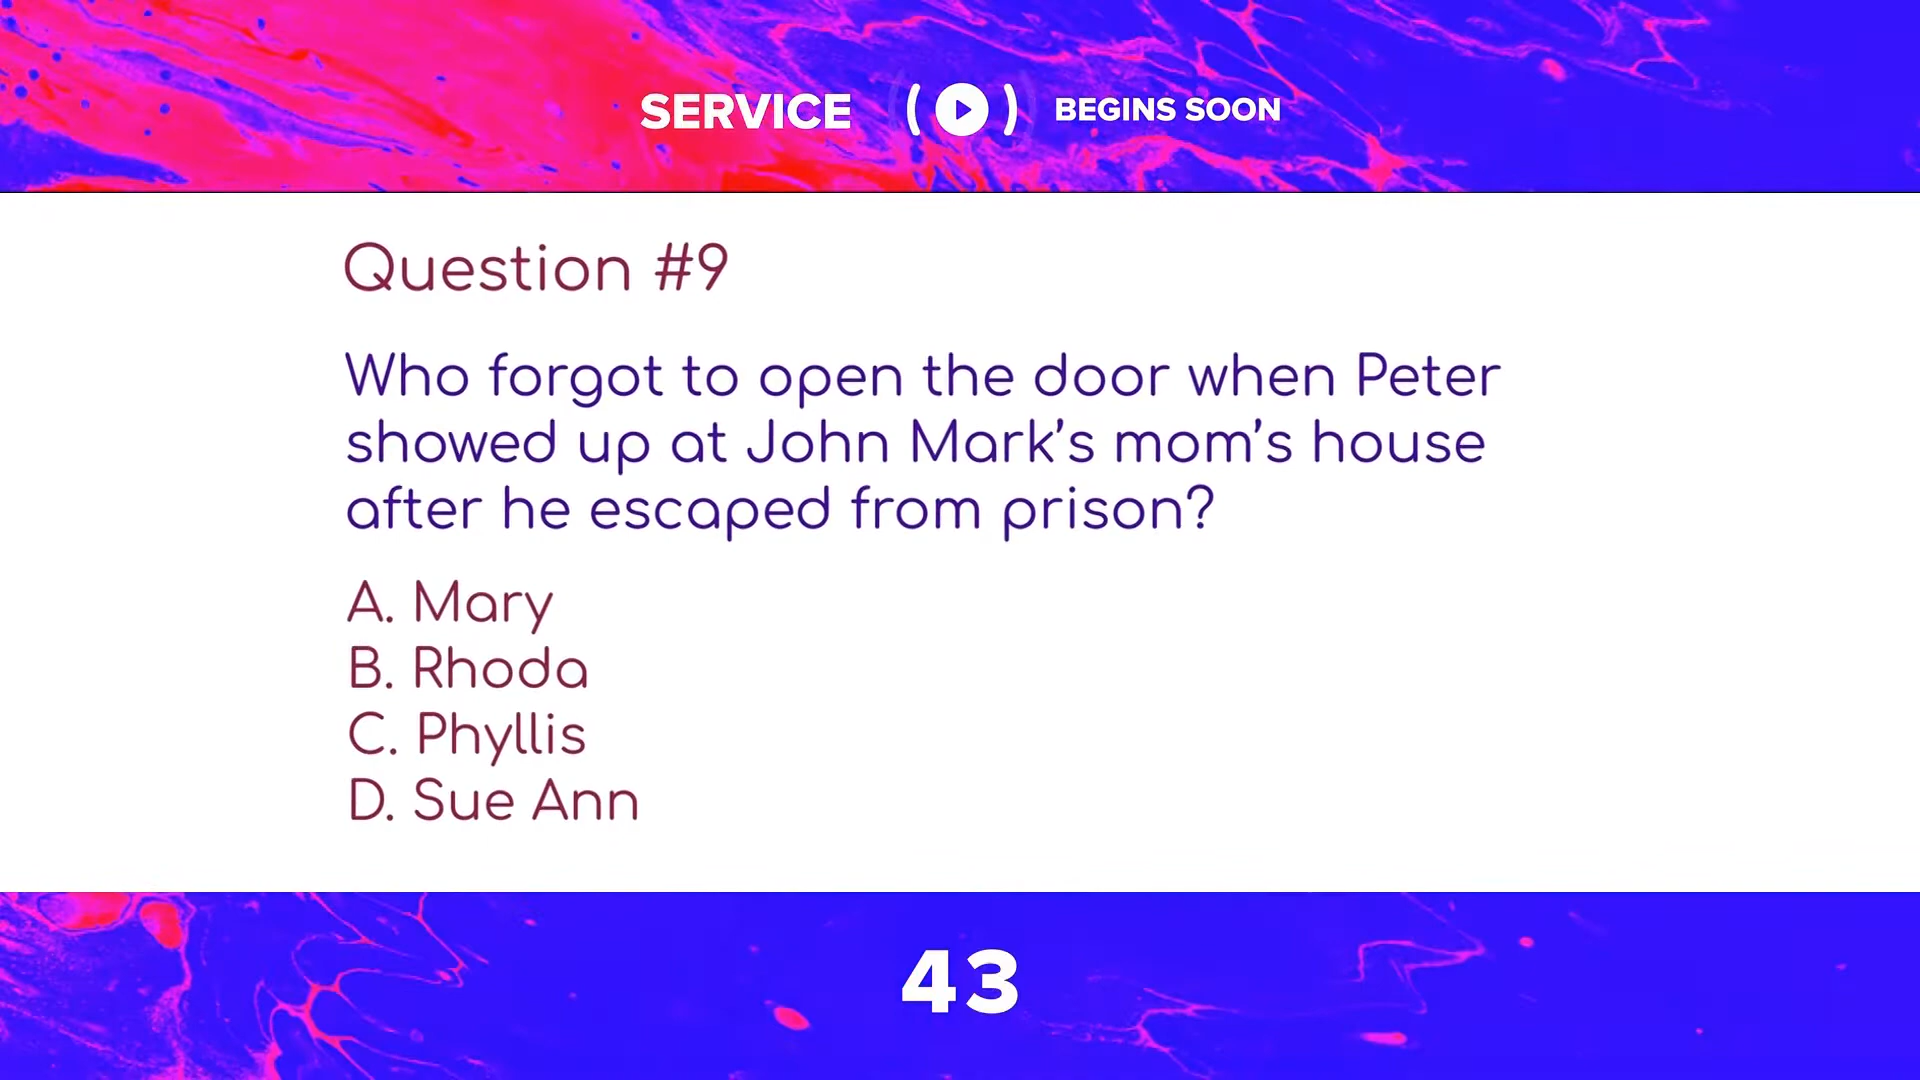 SERVICE BEGINS SOON
Question #9
Who forgot to open the door when Peter
showed up at John Mark’s mom’s house
after he escaped from prison?
A. Mary
B. Rhoda
C. Phyllis
D. Sue Ann
43